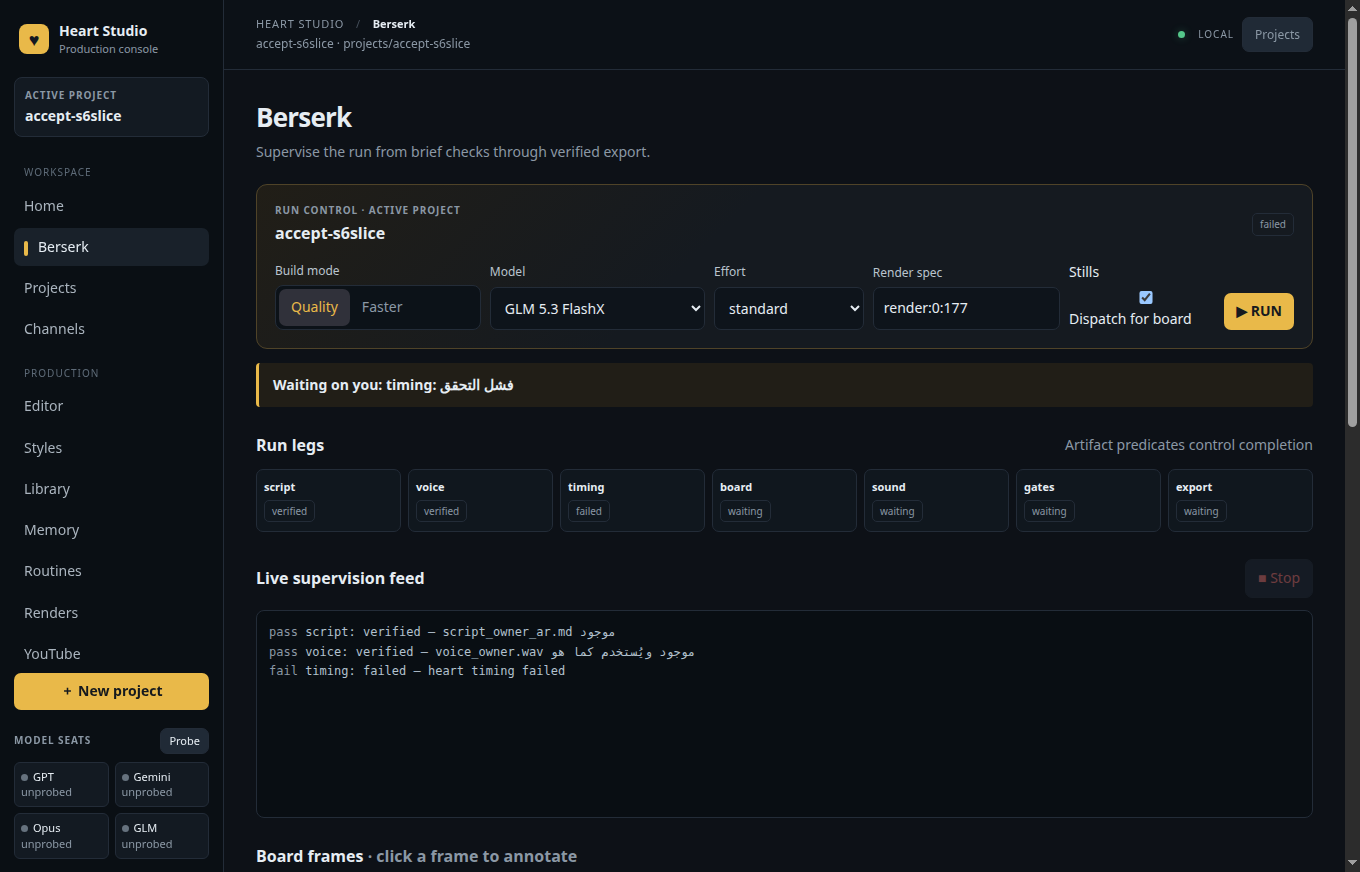 ♥
Heart Studio
Production console
ACTIVE PROJECT
accept-s6slice
WORKSPACE
Home
Berserk
Projects
Channels
PRODUCTION
Editor
Styles
Library
Memory
Routines
Renders
YouTube
+ New project
MODEL SEATS
Probe
GPT
unprobed
Gemini
unprobed
Opus
unprobed
GLM
unprobed
HEART STUDIO / Berserk
accept-s6slice · projects/accept-s6slice
LOCAL
Projects
Berserk
Supervise the run from brief checks through verified export.
RUN CONTROL · ACTIVE PROJECT
accept-s6slice
failed
Build mode
Quality
Faster
Model
GLM 5.3 FlashX
Effort
standard
Render spec
render:0:177
Stills
Dispatch for board
▶ RUN
Waiting on you: timing: فشل التحقق
Run legs
Artifact predicates control completion
script
verified
voice
verified
timing
failed
board
waiting
sound
waiting
gates
waiting
export
waiting
Live supervision feed
■ Stop
pass script: verified — script_owner_ar.md موجود
pass voice: verified — voice_owner.wav موجود ويُستخدم كما هو
fail timing: failed — heart timing failed
Board frames · click a frame to annotate